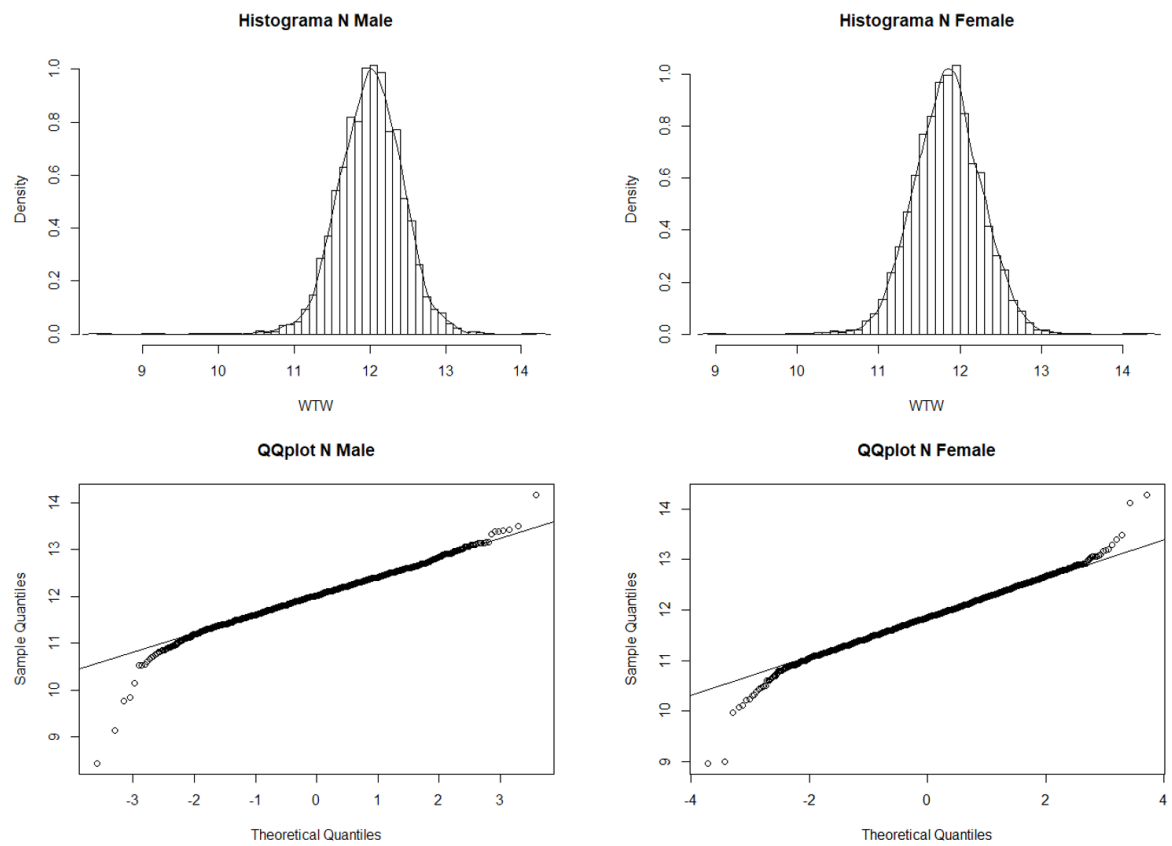 Histograma N Male
Density
0.0 0.2 0.4 0.6 0.8 1.0
9 10 11 12 13 14
WTW
Histograma N Female
Density
0.0 0.2 0.4 0.6 0.8 1.0
9 10 11 12 13 14
WTW
QQplot N Male
Sample Quantiles
9 10 11 12 13 14
-3 -2 -1 0 1 2 3
Theoretical Quantiles
QQplot N Female
Sample Quantiles
9 10 11 12 13 14
-4 -2 0 2 4
Theoretical Quantiles